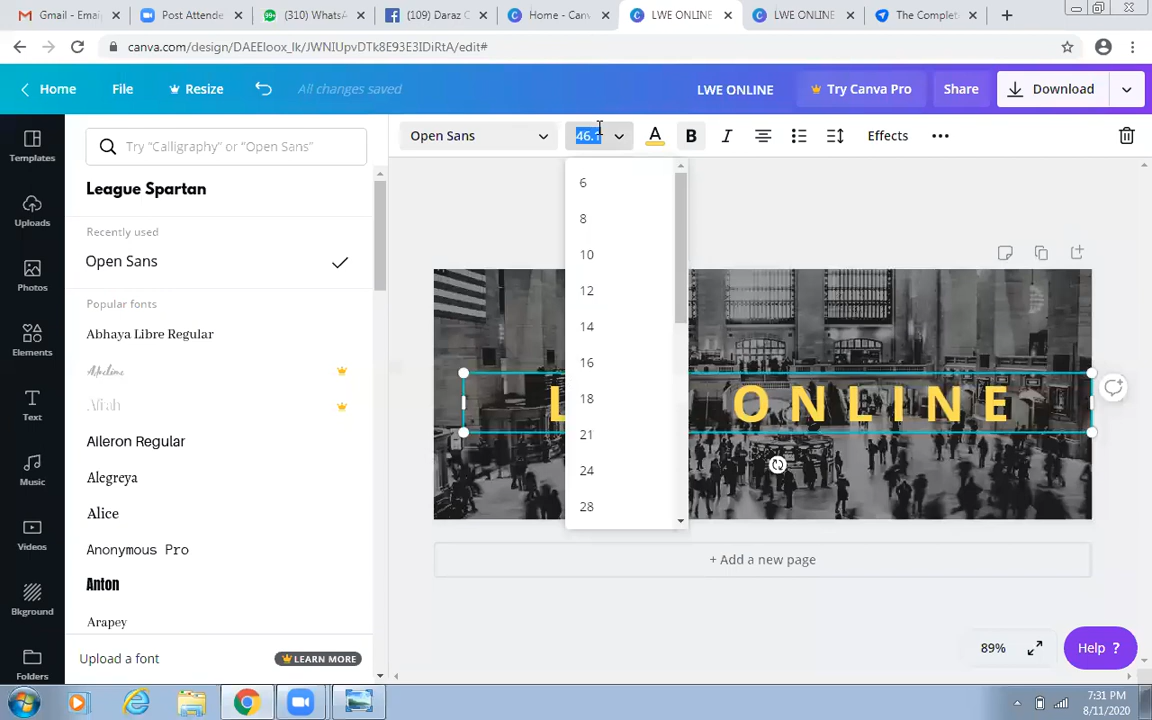 Gmail - Emai
Post Attende
(310) WhatsA
(109) Daraz C
Home - Canv
LWE ONLINE
LWE ONLINE
The Complet
canva.com/design/DAEEloox_lk/JWNIUpvDTk8E93E3IDiRtA/edit#
Home
File
Resize
All changes saved
LWE ONLINE
Try Canva Pro
Share
Download
Open Sans
46.1
A
B
I
Effects
Templates
Uploads
Photos
Elements
Text
Music
Videos
Bkground
Folders
Try “Calligraphy” or “Open Sans”
League Spartan
Recently used
Open Sans
Popular fonts
Abhaya Libre Regular
Aileron Regular
Alegreya
Alice
Anonymous Pro
Anton
Arapey
Upload a font
LEARN MORE
6
8
10
12
14
16
18
21
24
28
L ONLINE
+ Add a new page
89%
Help ?
7:31 PM
8/11/2020